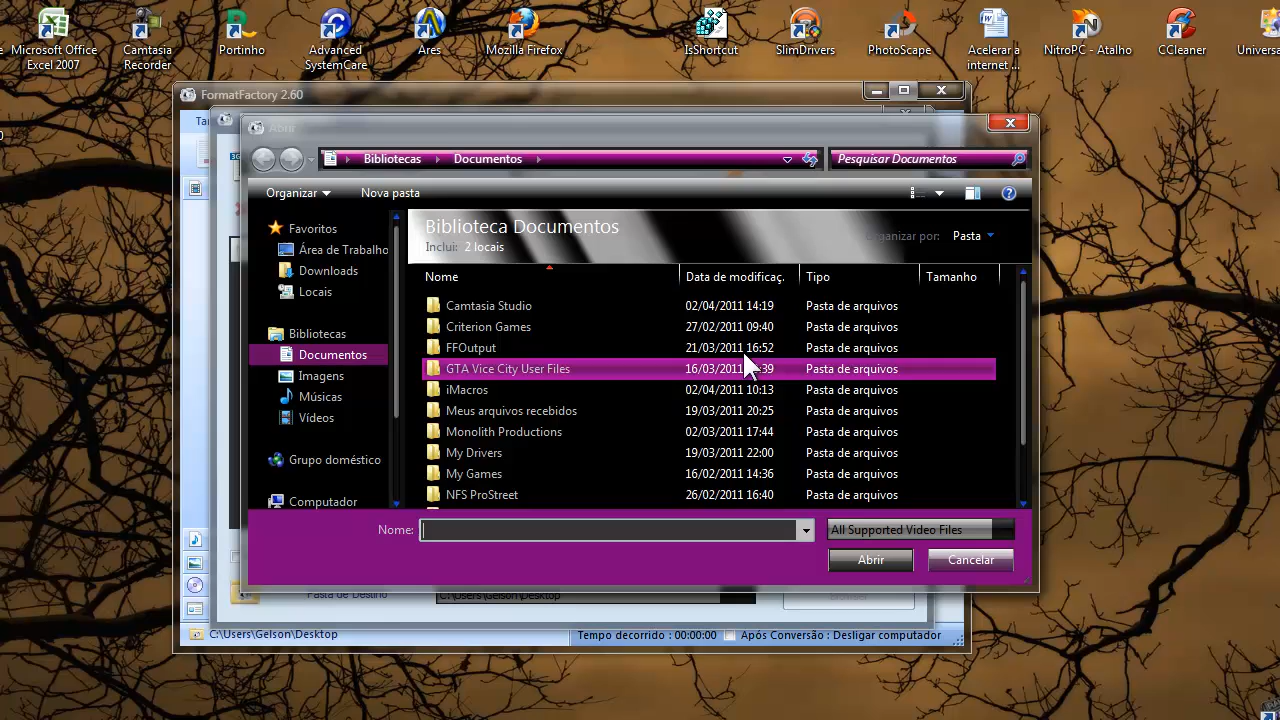 Microsoft Office
Excel 2007
Camtasia
Recorder
Portinho
Advanced
SystemCare
Ares
Mozilla Firefox
IsShortcut
SlimDrivers
PhotoScape
Acelerar a
internet ...
NitroPC - Atalho
CCleaner
Universa
FormatFactory 2.60
Ta
Abrir
Bibliotecas
Documentos
Pesquisar Documentos
Organizar
Nova pasta
Favoritos
Área de Trabalho
Downloads
Locais
Bibliotecas
Documentos
Imagens
Músicas
Vídeos
Grupo doméstico
Computador
Biblioteca Documentos
Inclui: 2 locais
Organizar por: Pasta
Nome Data de modificaç. Tipo Tamanho
Camtasia Studio 02/04/2011 14:19 Pasta de arquivos
Criterion Games 27/02/2011 09:40 Pasta de arquivos
FFOutput 21/03/2011 16:52 Pasta de arquivos
GTA Vice City User Files 16/03/2011 :39 Pasta de arquivos
iMacros 02/04/2011 10:13 Pasta de arquivos
Meus arquivos recebidos 19/03/2011 20:25 Pasta de arquivos
Monolith Productions 02/03/2011 17:44 Pasta de arquivos
My Drivers 19/03/2011 22:00 Pasta de arquivos
My Games 16/02/2011 14:36 Pasta de arquivos
NFS ProStreet 26/02/2011 16:40 Pasta de arquivos
Nome:
All Supported Video Files
Abrir
Cancelar
Pasta de Destino
C:\Users\Gelson\Desktop
C:\Users\Gelson\Desktop
Tempo decorrido : 00:00:00
Após Conversão : Desligar computador